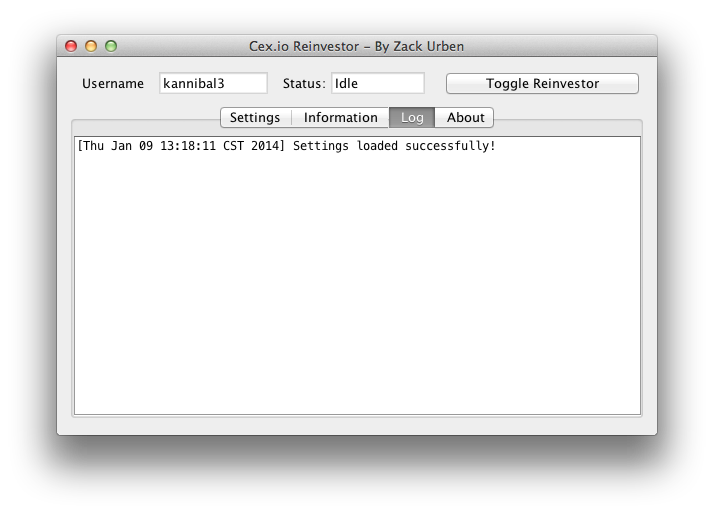 Cex.io Reinvestor - By Zack Urben
Username kannibal3 Status: Idle Toggle Reinvestor
Settings Information Log About
[Thu Jan 09 13:18:11 CST 2014] Settings loaded successfully!